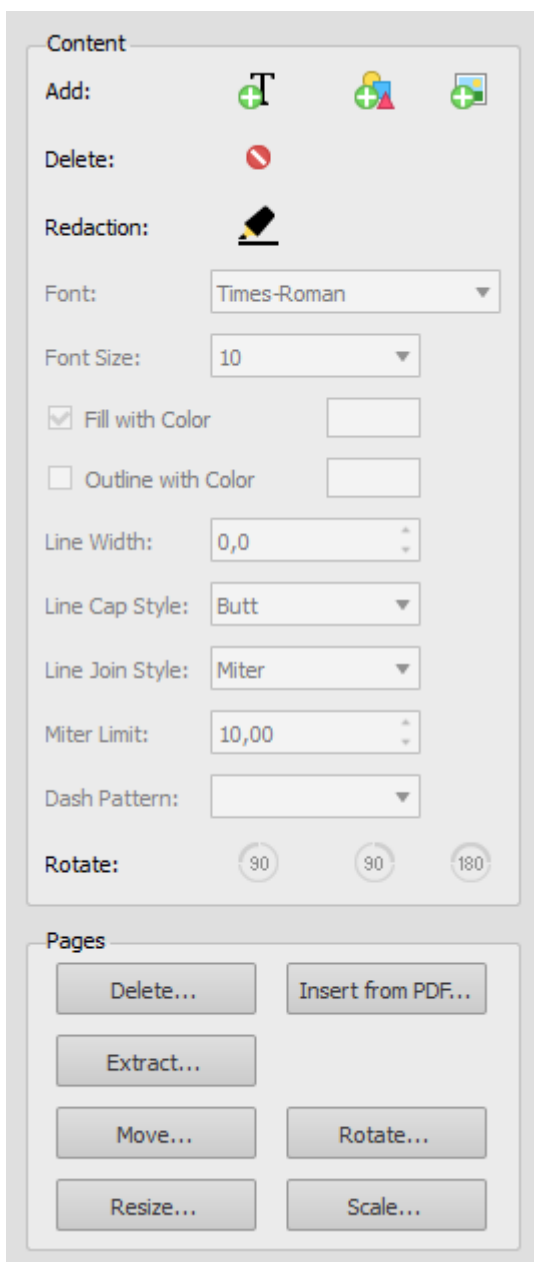 Content
Add: T
Delete:
Redaction:
Font: Times-Roman
Font Size: 10
Fill with Color
Outline with Color
Line Width: 0,0
Line Cap Style: Butt
Line Join Style: Miter
Miter Limit: 10,00
Dash Pattern:
Rotate: 90 90 180
Pages
Delete... Insert from PDF...
Extract...
Move... Rotate...
Resize... Scale...